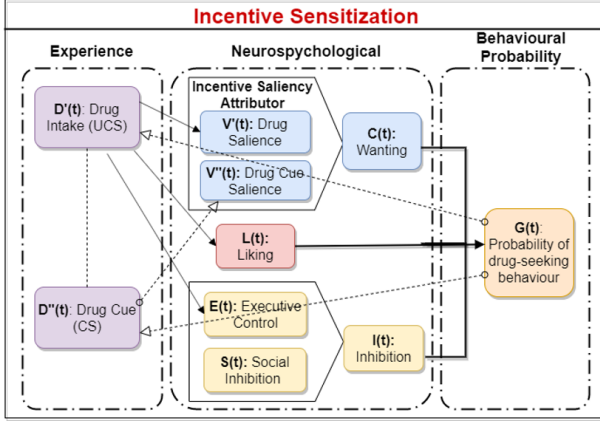 Incentive Sensitization
Experience
Neurospychological
Behavioural
Probability
D'(t): Drug
Intake (UCS)
Incentive Saliency
Attributor
V'(t): Drug
Salience
V"(t): Drug Cue
Salience
C(t):
Wanting
L(t):
Liking
G(t):
Probability of
drug-seeking
behaviour
D"(t): Drug Cue
(CS)
E(t): Executive
Control
S(t): Social
Inhibition
I(t):
Inhibition